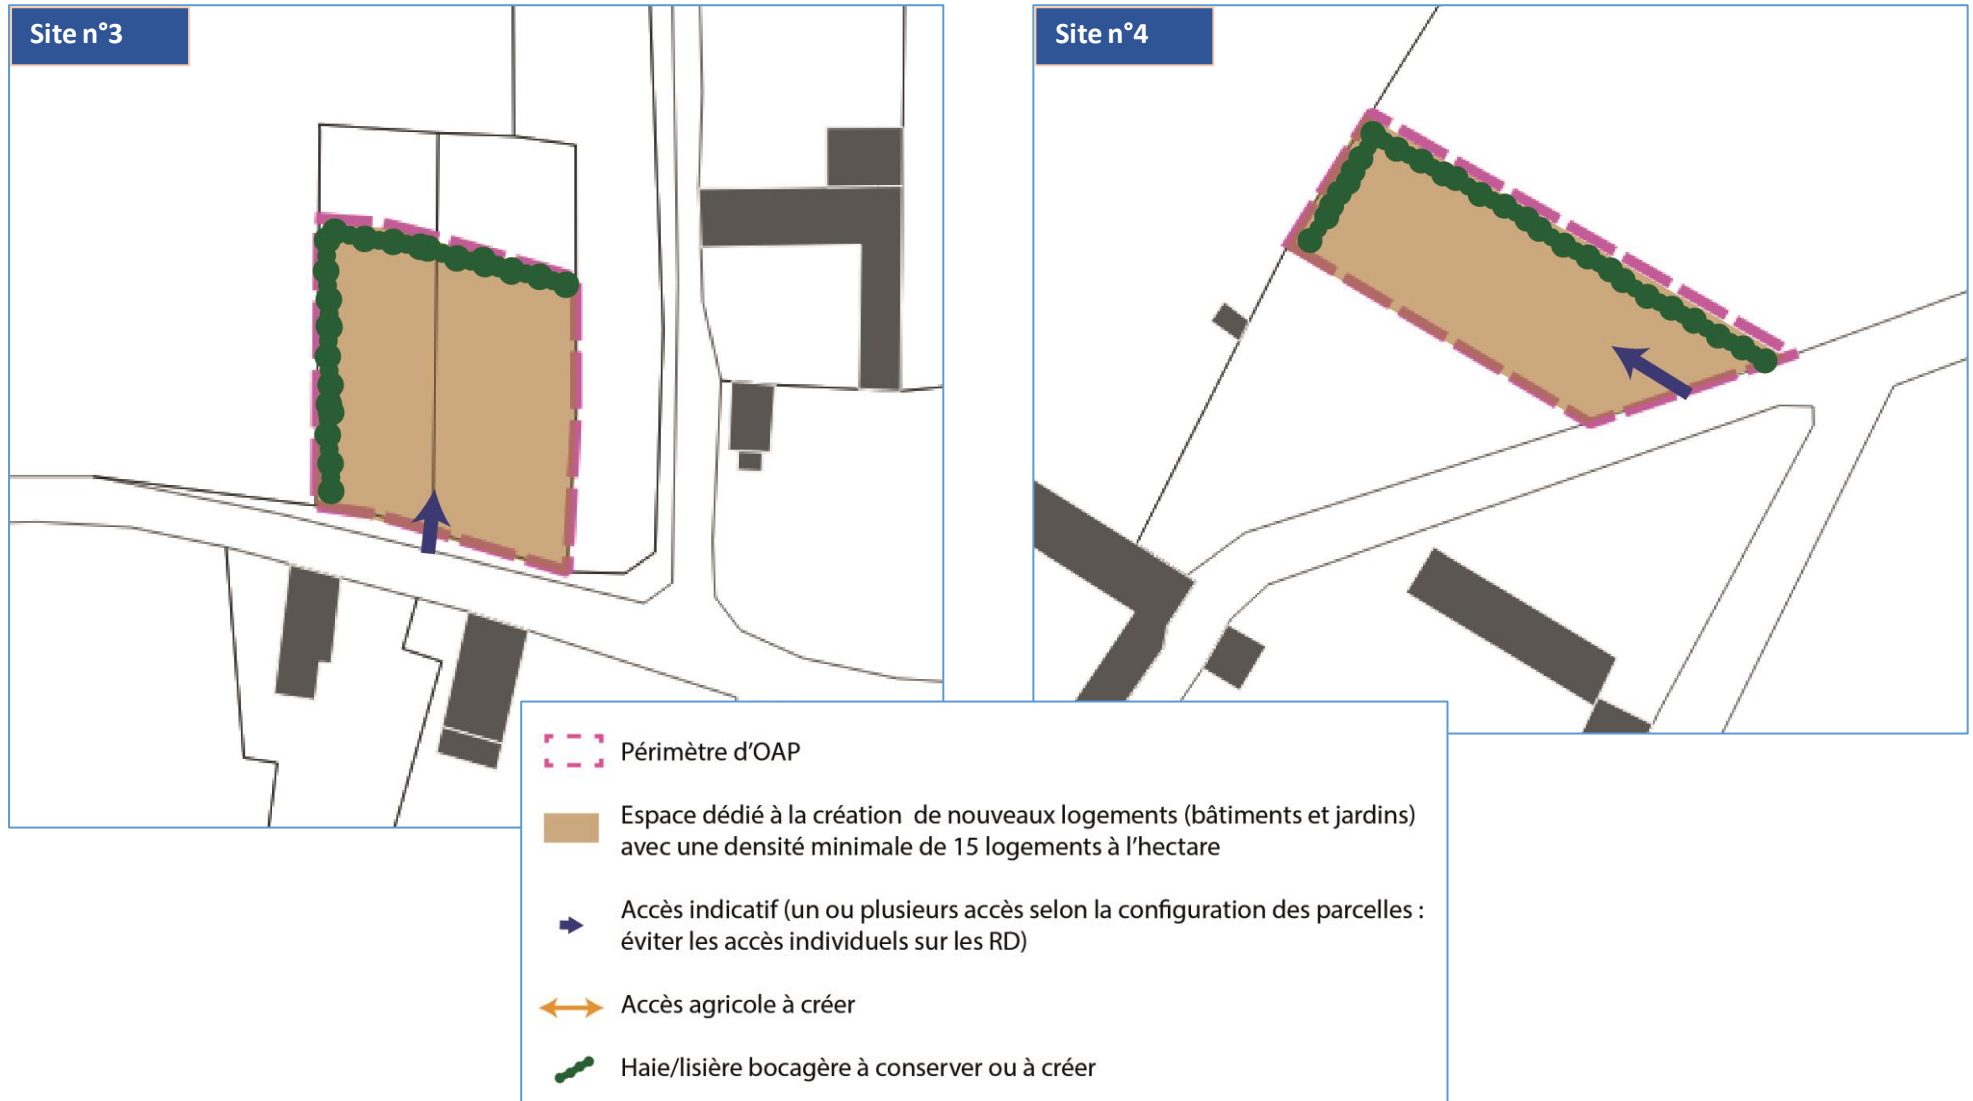 Site n°3
Site n°4
Périmètre d'OAP
Espace dédié à la création  de nouveaux logements (bâtiments et jardins)
avec une densité minimale de 15 logements à l'hectare
Accès indicatif (un ou plusieurs accès selon la configuration des parcelles :
éviter les accès individuels sur les RD)
Accès agricole à créer
Haie/lisière bocagère à conserver ou à créer